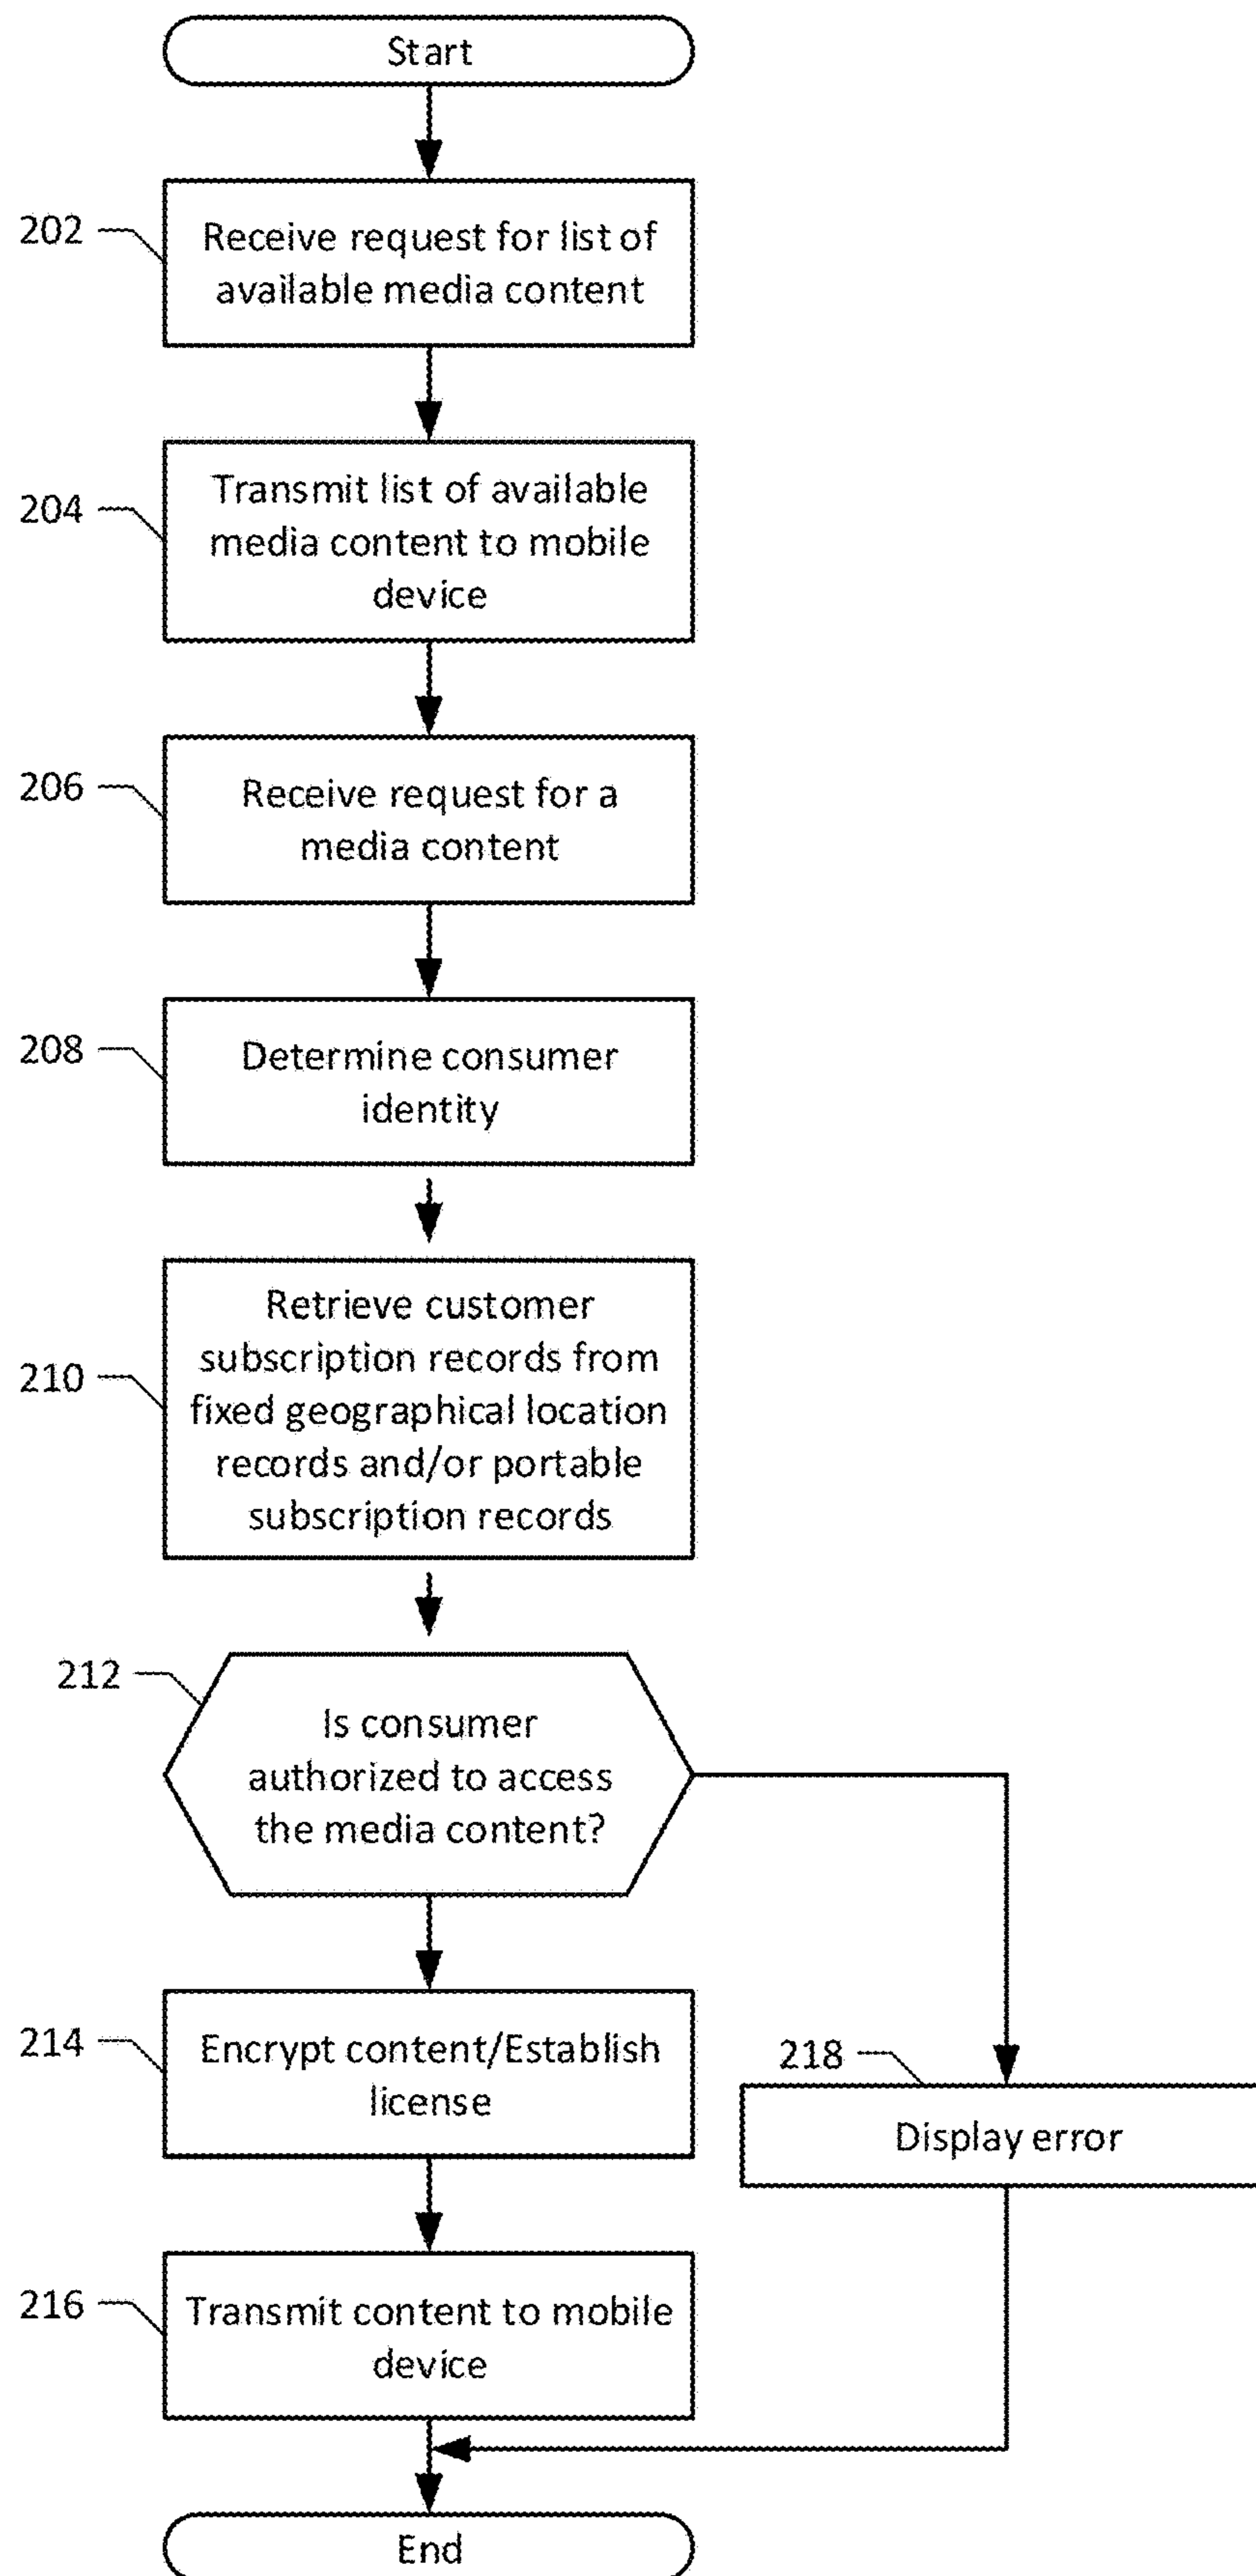 Start
202
Receive request for list of
available media content
204
Transmit list of available
media content to mobile
device
206
Receive request for a
media content
208
Determine consumer
identity
210
Retrieve customer
subscription records from
fixed geographical location
records and/or portable
subscription records
212
Is consumer
authorized to access
the media content?
214
Encrypt content/Establish
license
218
Display error
216
Transmit content to mobile
device
End